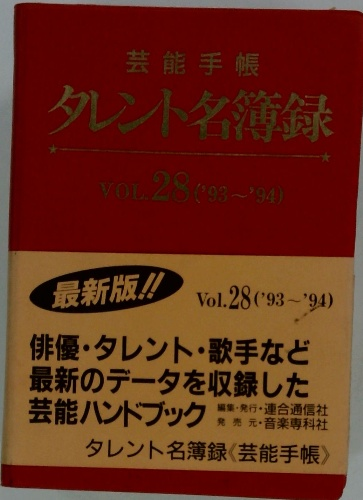 芸能手帳
タレント名簿録
VOL.28('93～'94)
最新版!!
Vol.28('93～'94)
俳優・タレント・歌手など
最新のデータを収録した
芸能ハンドブック
編集・発行・連合通信社
発売元・音楽専科社
タレント名簿録《芸能手帳》